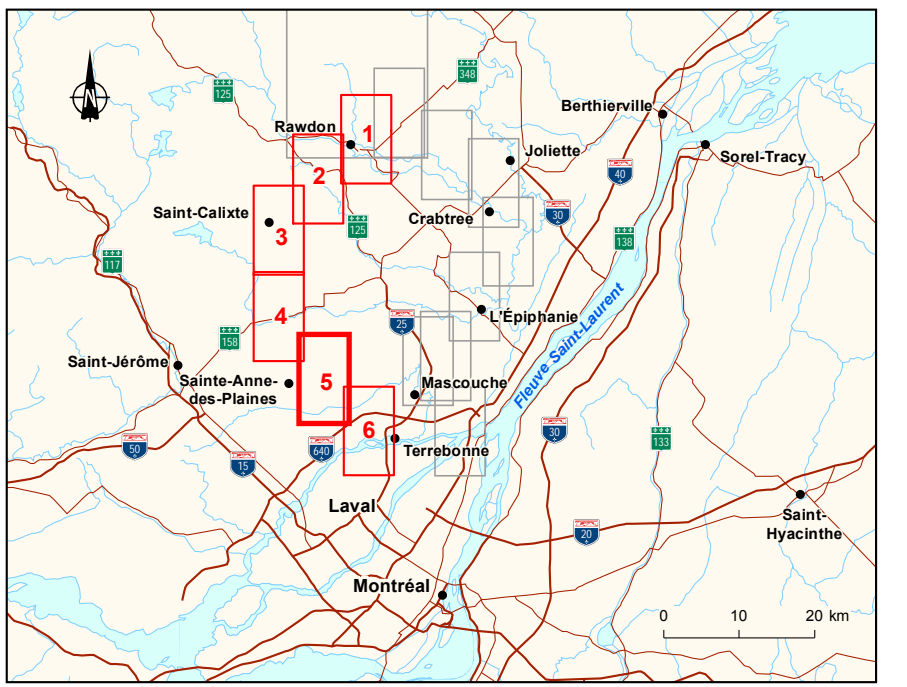 348
125
Berthierville
N
Rawdon
1
Joliette
Sorel-Tracy
40
2
Saint-Calixte
Crabtree
30
125
3
138
117
4
L'Épiphanie
25
158
Fleuve Saint-Laurent
Saint-Jérôme
Sainte-Anne-
des-Plaines
5
Mascouche
6
30
133
50
640
Terrebonne
15
Laval
Saint-
Hyacinthe
20
Montréal
0 10 20 km